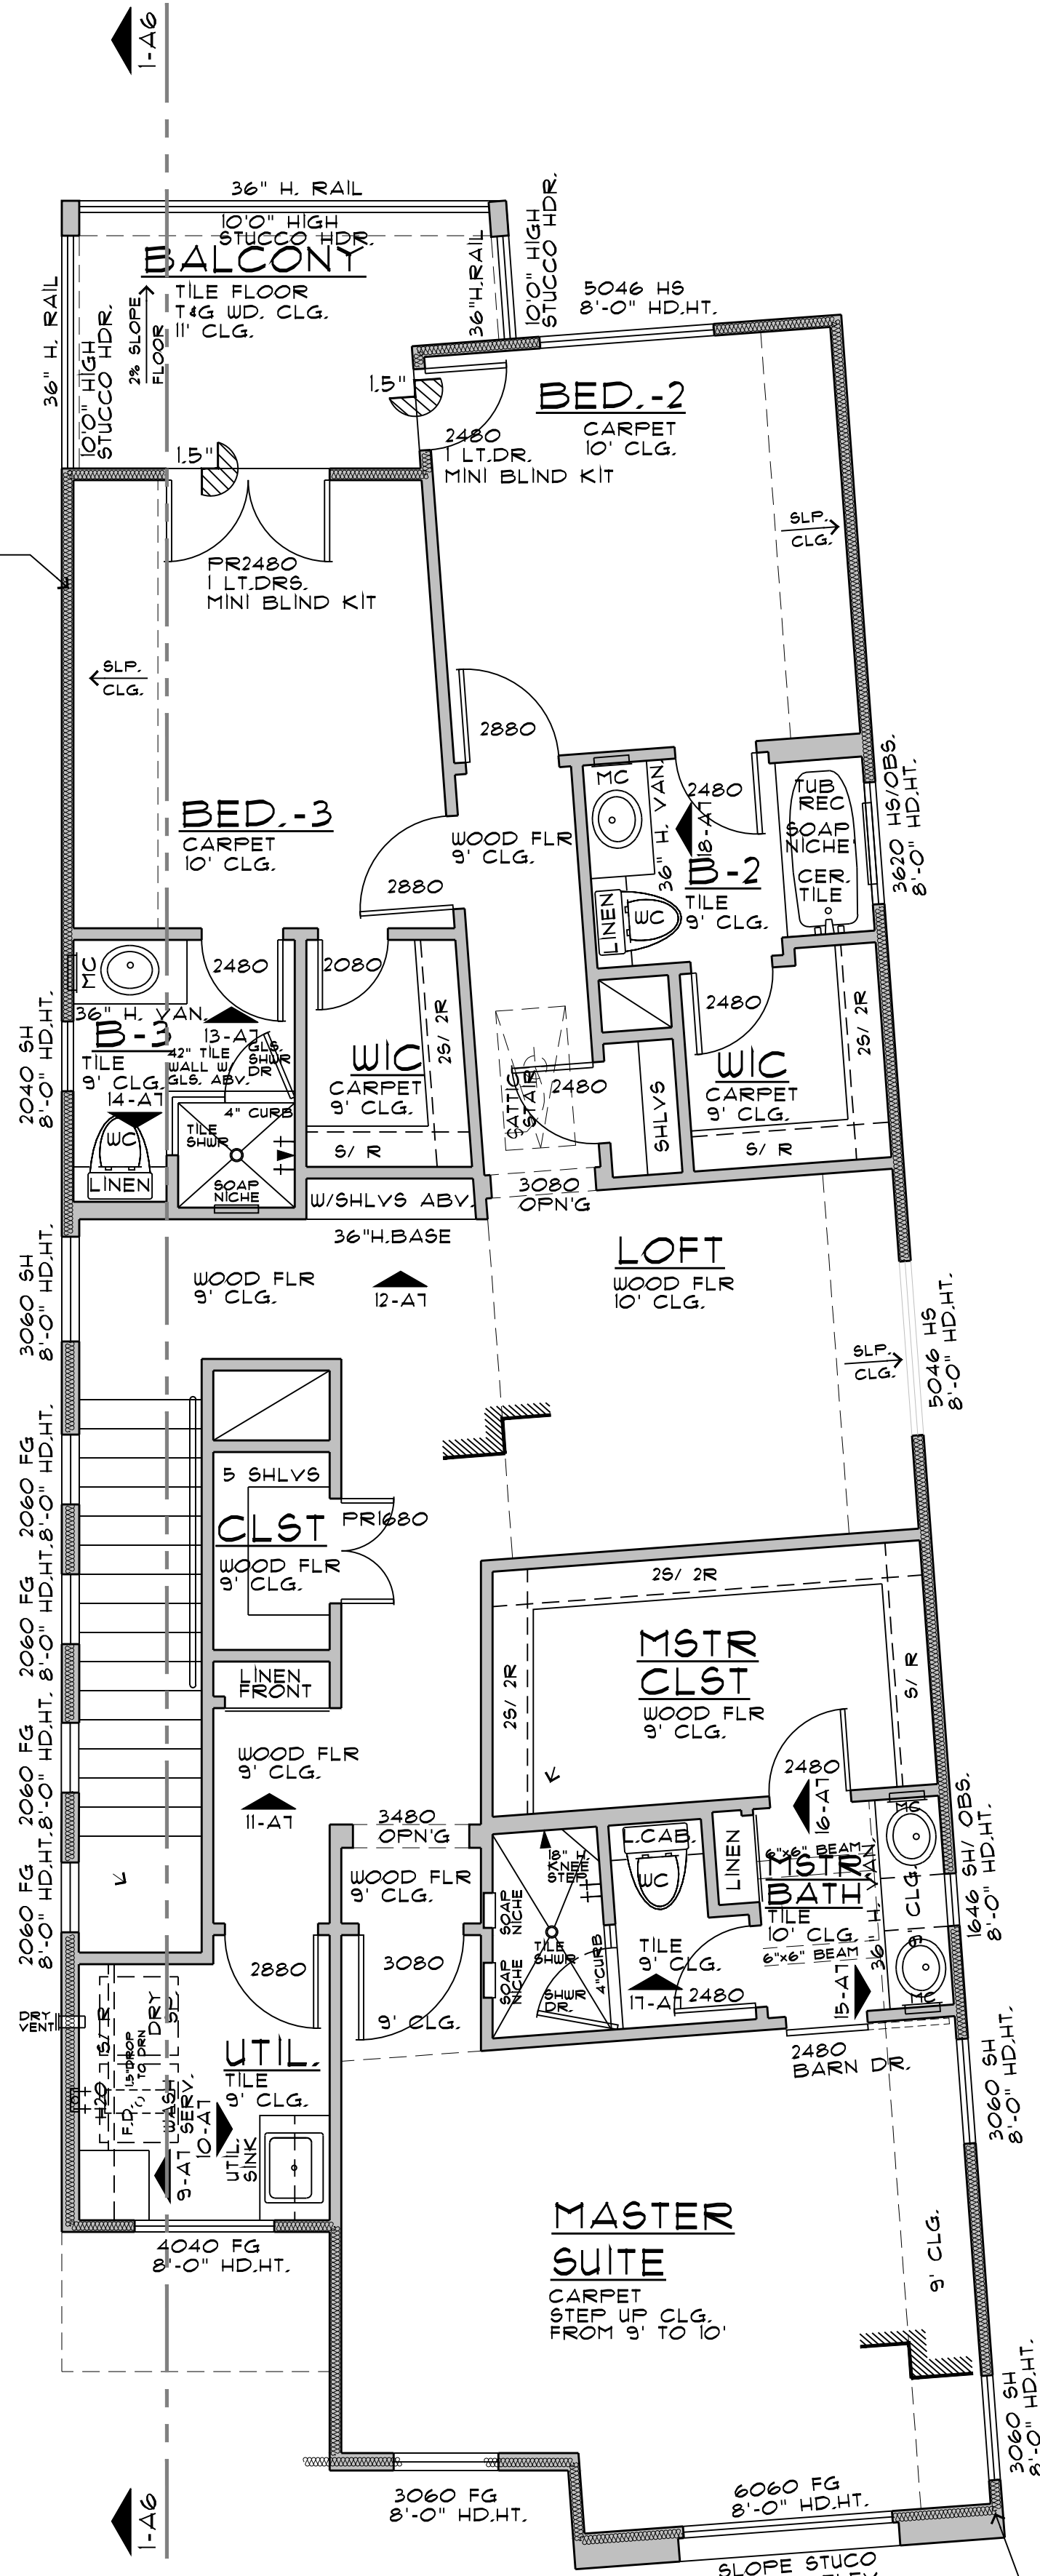 1-A6
36" H. RAIL
10'0" HIGH
STUCCO HDR.
BALCONY
TILE FLOOR
T&G WD. CLG.
11' CLG.
2% SLOPE
FLOOR
36" H. RAIL
10'0" HIGH
STUCCO HDR.
36"H.RAIL
10'0" HIGH
STUCCO HDR.
5046 HS
8'-0" HD.HT.
1.5"
BED.-2
CARPET
10' CLG.
2480
1 LT.DR.
MINI BLIND KIT
1.5"
SLP.
CLG.
PR2480
1 LT.DRS.
MINI BLIND KIT
SLP.
CLG.
2880
BED.-3
CARPET
10' CLG.
WOOD FLR
9' CLG.
2880
MC
36" H. VAN.
2480
18-A7
TUB
REC
SOAP
NICHE
CER.
TILE
3620 HS/OBS.
8'-0" HD.HT.
B-2
TILE
9' CLG.
LINEN
WC
MC
2480
2080
36" H. VAN.
13-A7
B-3
TILE
9' CLG.
14-A7
42" TILE
WALL W/
GLS. ABV.
GLS.
SHWR
DR
2040 SH
8'-0" HD.HT.
4" CURB
TILE
SHWR
SOAP
NICHE
WC
LINEN
WIC
CARPET
9' CLG.
2S/ 2R
S/ R
2480
WIC
CARPET
9' CLG.
2S/ 2R
S/ R
ATTIC
STAIR
2480
SHLVS
W/SHLVS ABV.
36"H.BASE
3080
OPN'G
LOFT
WOOD FLR
10' CLG.
WOOD FLR
9' CLG.
12-A7
3060 SH
8'-0" HD.HT.
SLP.
CLG.
5046 HS
8'-0" HD.HT.
5 SHLVS
CLST
PR1680
WOOD FLR
9' CLG.
2060 FG
8'-0" HD.HT.
2060 FG
8'-0" HD.HT.
2060 FG
8'-0" HD.HT.
2060 FG
8'-0" HD.HT.
2S/ 2R
MSTR
CLST
WOOD FLR
9' CLG.
2S/ 2R
S/ R
LINEN
FRONT
WOOD FLR
9' CLG.
11-A7
3480
OPN'G
WOOD FLR
9' CLG.
2480
16-A7
MC
L.CAB.
WC
LINEN
18" H.
KNEE
STEP
6"x6" BEAM
MSTR
BATH
TILE
10' CLG.
6"x6" BEAM
36" H. VAN.
9' CLG.
1646 SH/ OBS.
8'-0" HD.HT.
SOAP
NICHE
SOAP
NICHE
TILE
SHWR
SHWR
DR.
4"CURB
TILE
9' CLG.
17-A7
2480
15-A7
MC
2480
BARN DR.
2880
3080
9' CLG.
DRY
VENT
S/ R
DRY
1.5"DROP
TO DRN
H2O
F.D.
WASH
SERV.
UTIL.
TILE
9' CLG.
10-A7
9-A7
UTIL.
SINK
3060 SH
8'-0" HD.HT.
4040 FG
8'-0" HD.HT.
MASTER
SUITE
CARPET
STEP UP CLG.
FROM 9' TO 10'
9' CLG.
3060 SH
8'-0" HD.HT.
3060 FG
8'-0" HD.HT.
6060 FG
8'-0" HD.HT.
1-A6
SLOPE STUCO